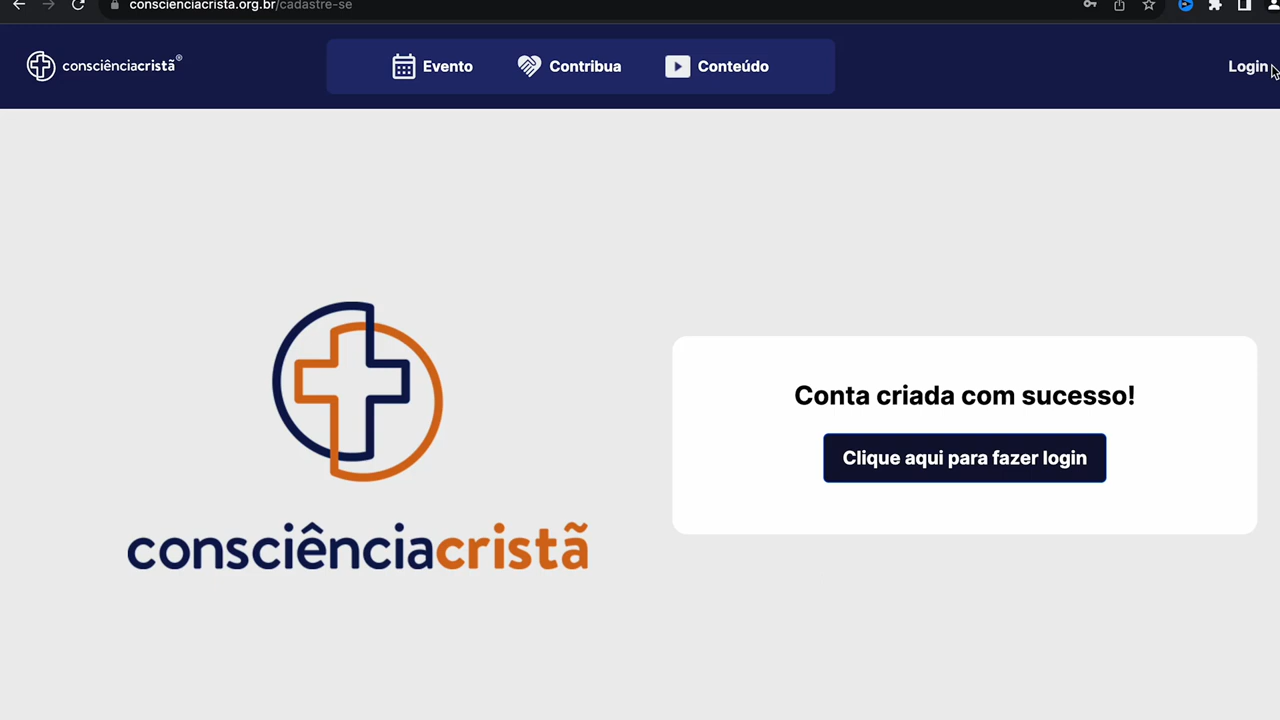 conscienciacrista.org.br/cadastre-se
consciênciacristã®
Evento
Contribua
Conteúdo
Login
Conta criada com sucesso!
Clique aqui para fazer login
consciênciacristã